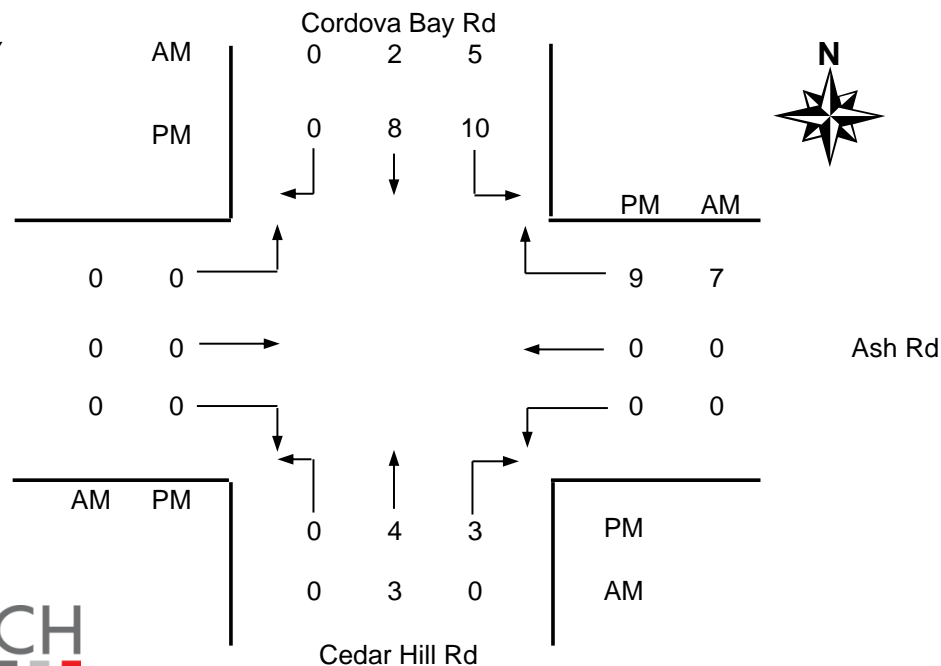 Cordova Bay Rd
AM 0 2 5
N
PM 0 8 10
PM AM
0 0 9 7
0 0 0 0 Ash Rd
0 0 0 0
AM PM
0 4 3 PM
0 3 0 AM
CH
Cedar Hill Rd